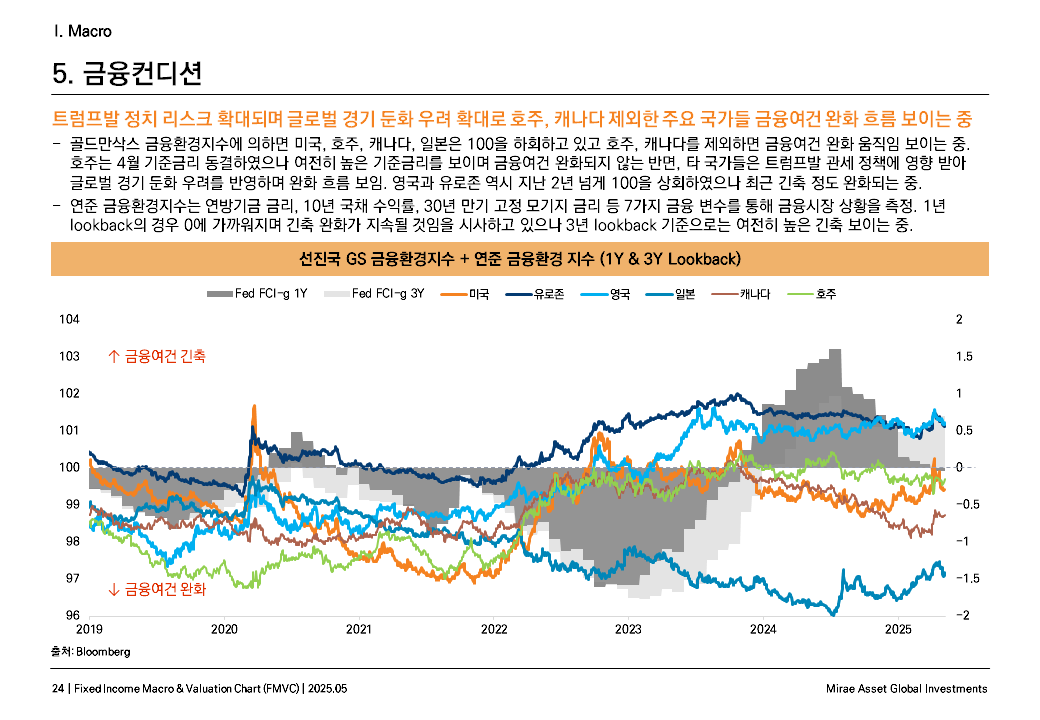 I. Macro
5. 금융컨디션
트럼프발 정치 리스크 확대되며 글로벌 경기 둔화 우려 확대로 호주, 캐나다 제외한 주요 국가들 금융여건 완화 흐름 보이는 중
– 골드만삭스 금융환경지수에 의하면 미국, 호주, 캐나다, 일본은 100을 하회하고 있고 호주, 캐나다를 제외하면 금융여건 완화 움직임 보이는 중.
호주는 4월 기준금리 동결하였으나 여전히 높은 기준금리를 보이며 금융여건 완화되지 않는 반면, 타 국가들은 트럼프발 관세 정책에 영향 받아
글로벌 경기 둔화 우려를 반영하며 완화 흐름 보임. 영국과 유로존 역시 지난 2년 넘게 100을 상회하였으나 최근 긴축 정도 완화되는 중.
– 연준 금융환경지수는 연방기금 금리, 10년 국채 수익률, 30년 만기 고정 모기지 금리 등 7가지 금융 변수를 통해 금융시장 상황을 측정. 1년
lookback의 경우 0에 가까워지며 긴축 완화가 지속될 것임을 시사하고 있으나 3년 lookback 기준으로는 여전히 높은 긴축 보이는 중.
선진국 GS 금융환경지수 + 연준 금융환경 지수 (1Y & 3Y Lookback)
Fed FCI-g 1Y Fed FCI-g 3Y 미국 유로존 영국 일본 캐나다 호주
104 2
103 ↑ 금융여건 긴축 1.5
102 1
101 0.5
100 0
99 −0.5
98 −1
97 ↓ 금융여건 완화 −1.5
96 −2
2019 2020 2021 2022 2023 2024 2025
출처: Bloomberg
24 | Fixed Income Macro & Valuation Chart (FMVC) | 2025.05 Mirae Asset Global Investments